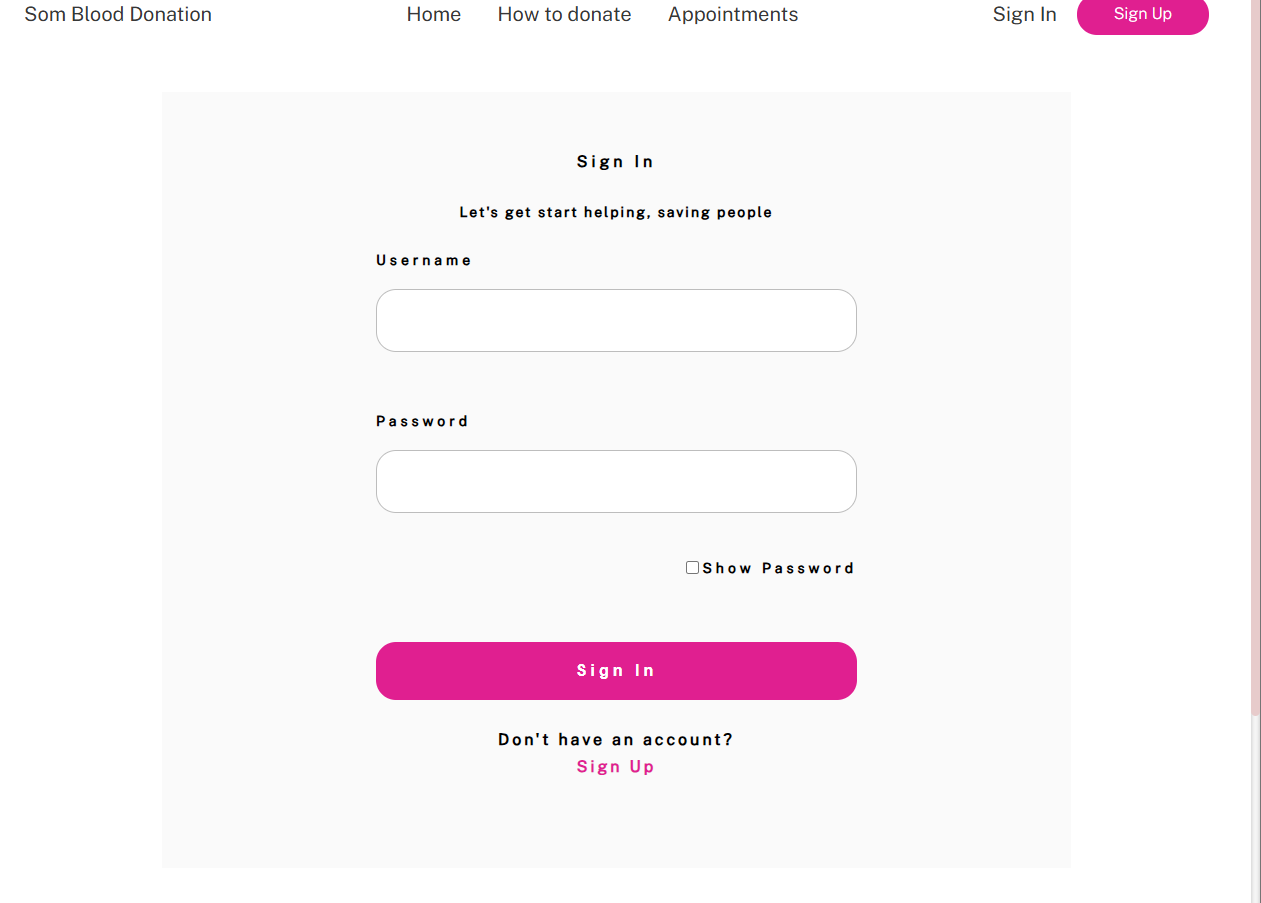 Som Blood Donation Home How to donate Appointments Sign In Sign Up
Sign In
Let's get start helping, saving people
Username
Password
Show Password
Sign In
Don't have an account?
Sign Up